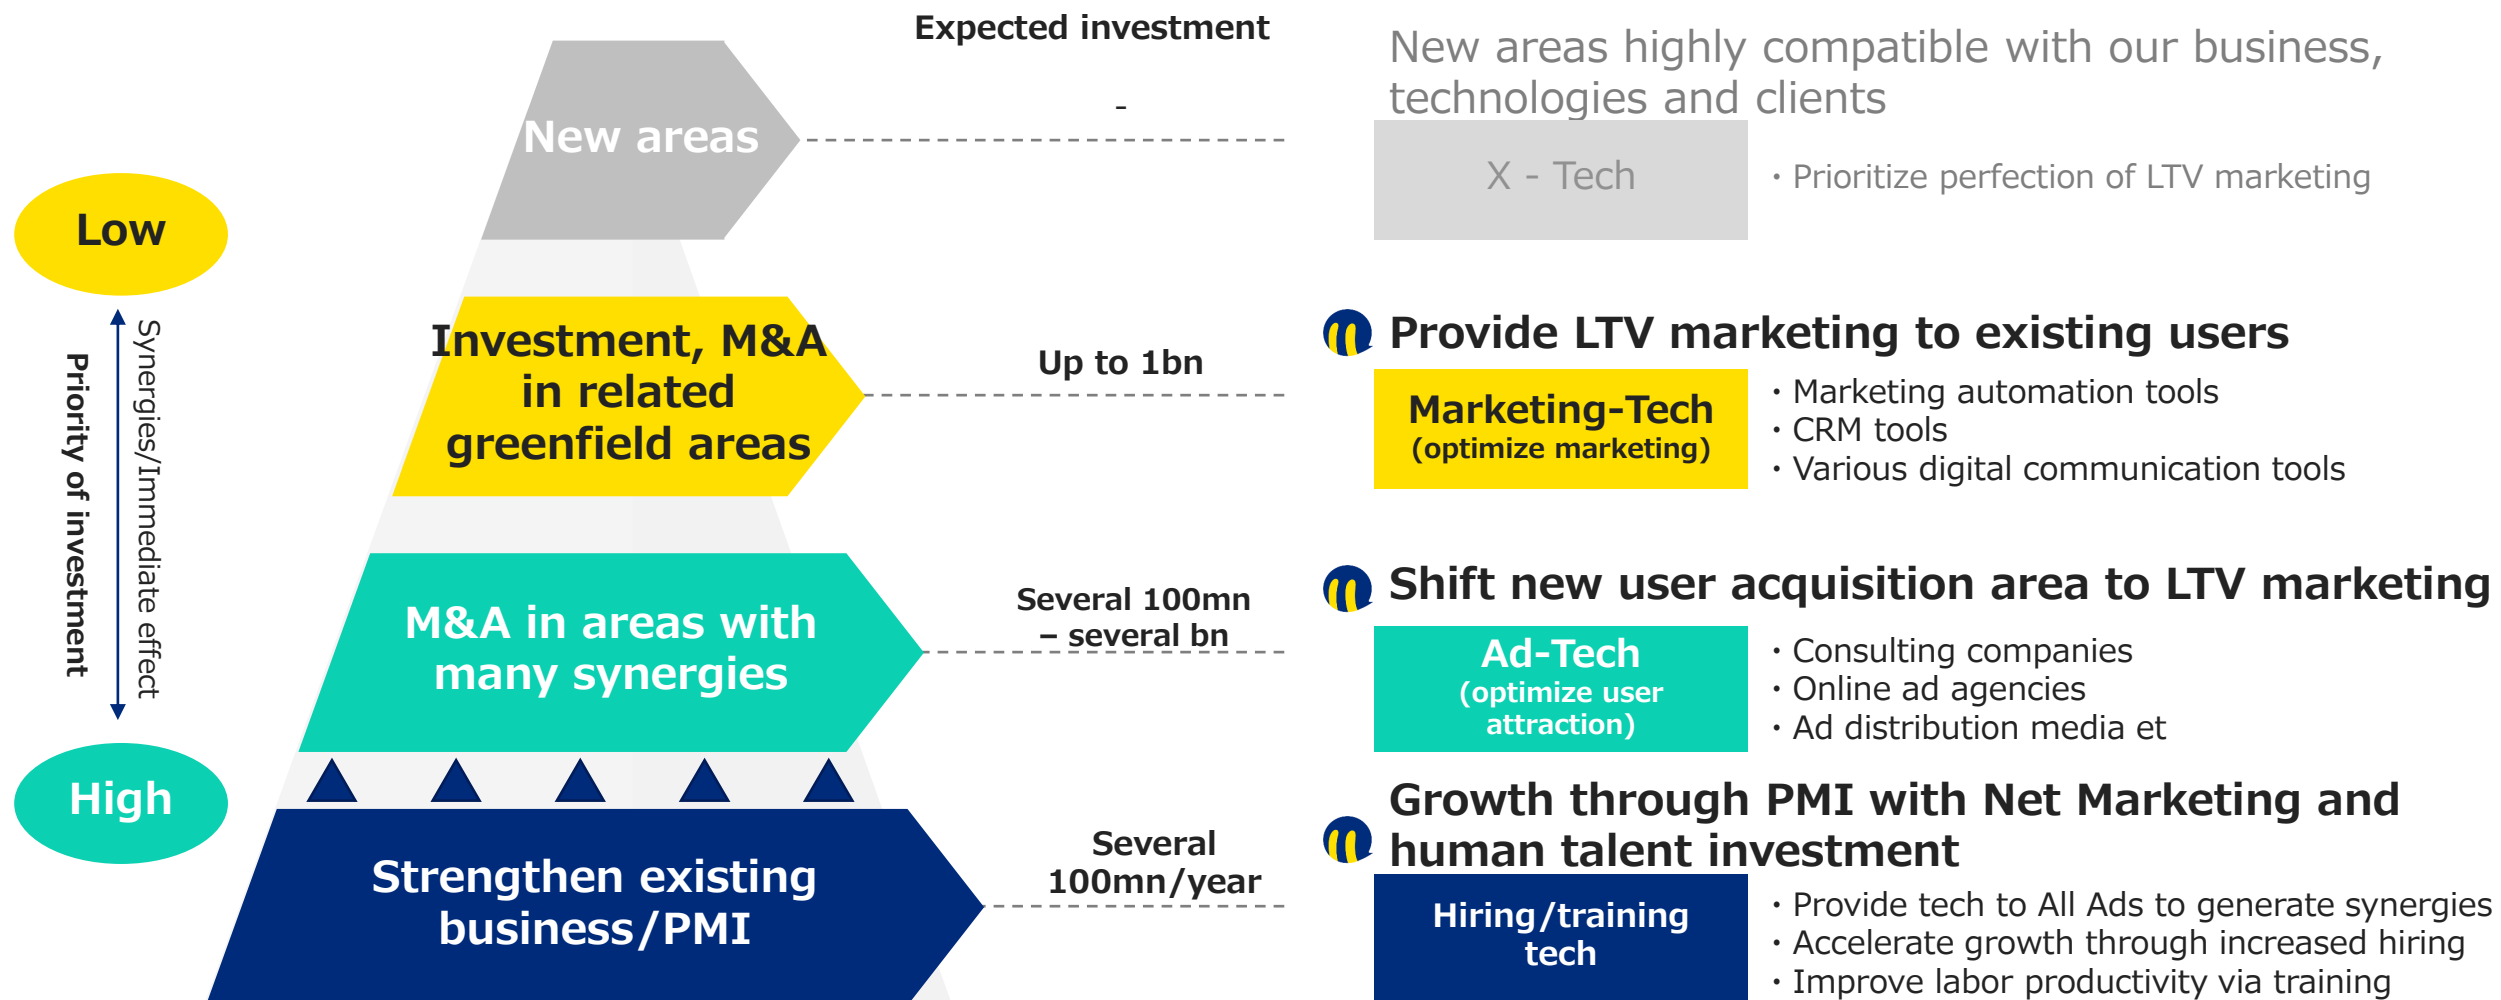 Expected investment
New areas highly compatible with our business,
technologies and clients
-
New areas
X - Tech
・Prioritize perfection of LTV marketing
Low
Synergies/Immediate effect
Priority of investment
High
Investment, M&A
in related
greenfield areas
Up to 1bn
Provide LTV marketing to existing users
Marketing-Tech
(optimize marketing)
・Marketing automation tools
・CRM tools
・Various digital communication tools
M&A in areas with
many synergies
Several 100mn
– several bn
Shift new user acquisition area to LTV marketing
Ad-Tech
(optimize user
attraction)
・Consulting companies
・Online ad agencies
・Ad distribution media et
Strengthen existing
business/PMI
Several
100mn/year
Growth through PMI with Net Marketing and
human talent investment
Hiring/training
tech
・Provide tech to All Ads to generate synergies
・Accelerate growth through increased hiring
・Improve labor productivity via training